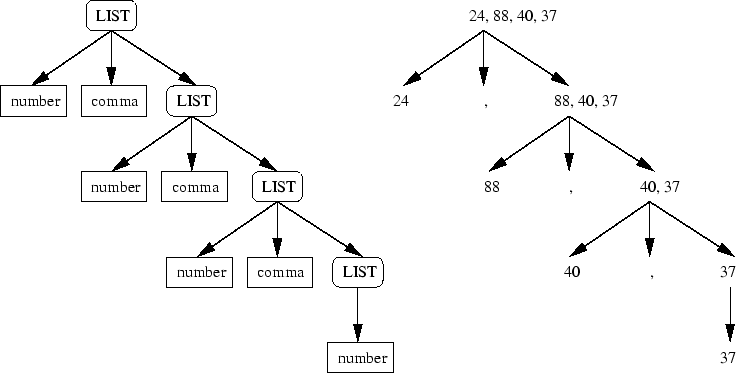 LIST 24, 88, 40, 37
number comma LIST 24 , 88, 40, 37
number comma LIST 88 , 40, 37
number comma LIST 40 , 37
number 37